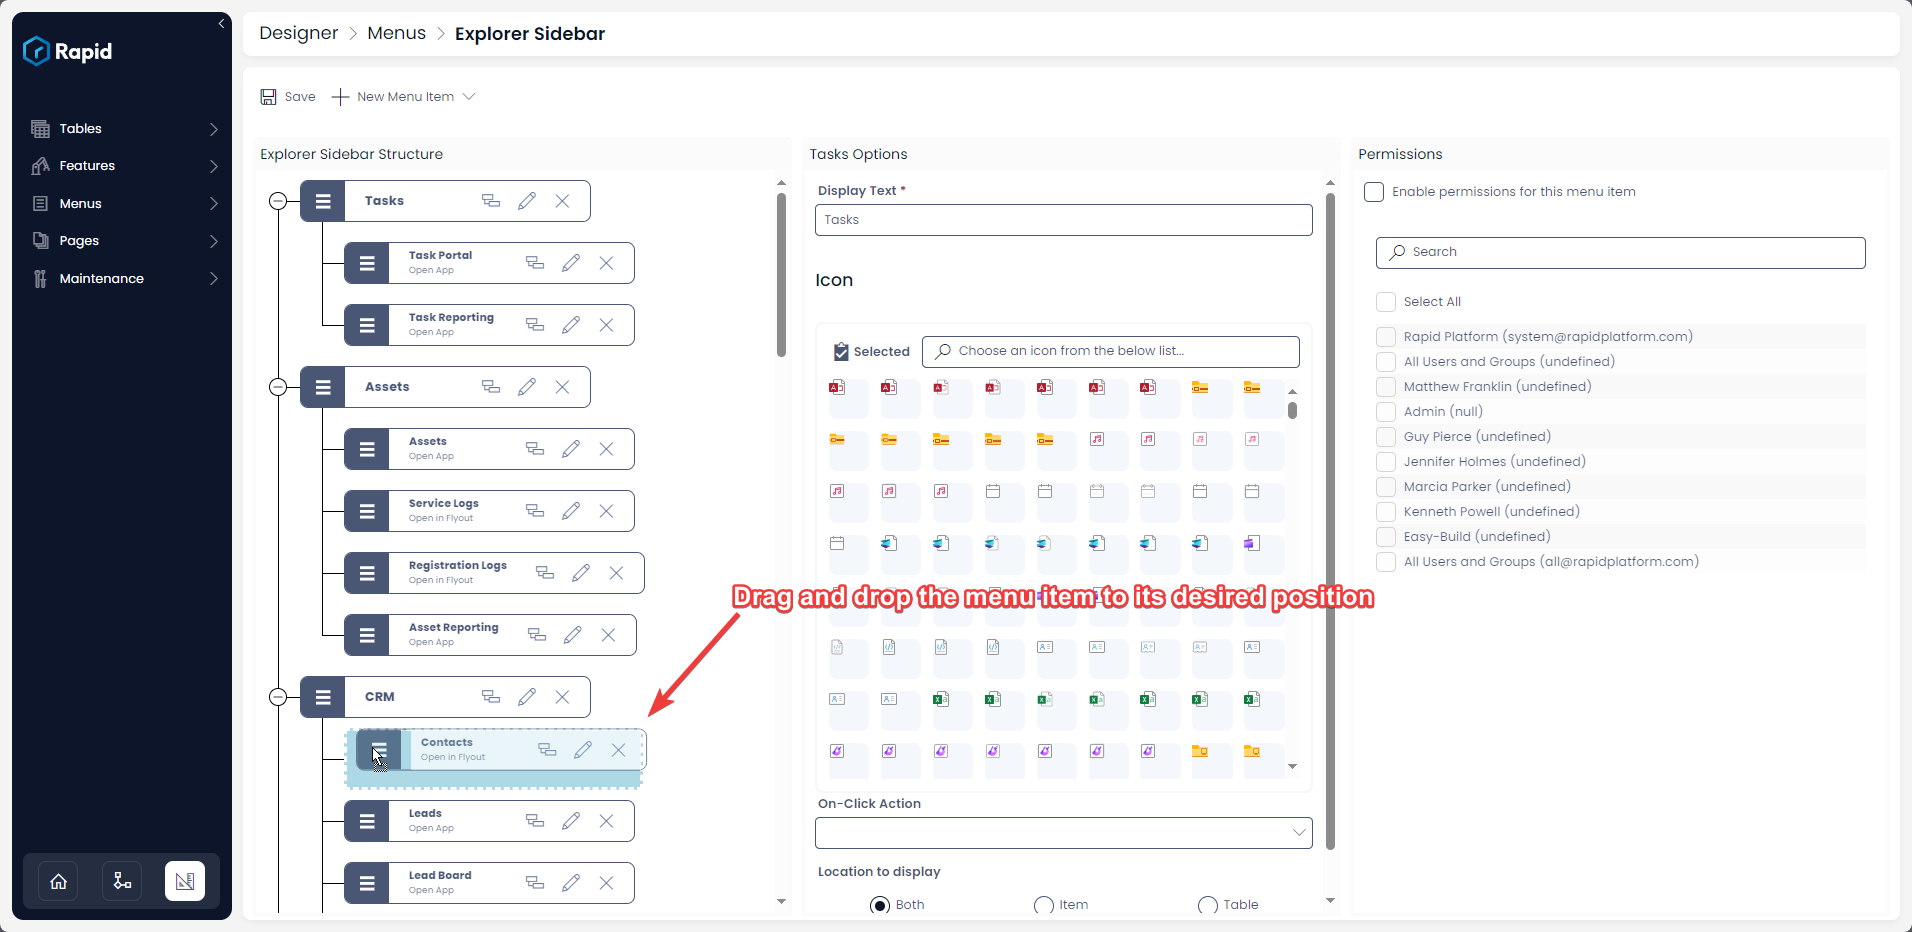 Rapid
Tables
Features
Menus
Pages
Maintenance
Designer > Menus > Explorer Sidebar
Save
New Menu Item
Explorer Sidebar Structure
Tasks
Task Portal
Open App
Task Reporting
Open App
Assets
Assets
Open App
Service Logs
Open in Flyout
Registration Logs
Open in Flyout
Asset Reporting
Open App
CRM
Contacts
Open in Flyout
Leads
Open App
Lead Board
Open App
Drag and drop the menu item to its desired position
Tasks Options
Display Text *
Tasks
Icon
Selected
Choose an icon from the below list...
On-Click Action
Location to display
Both
Item
Table
Permissions
Enable permissions for this menu item
Search
Select All
Rapid Platform (system@rapidplatform.com)
All Users and Groups (undefined)
Matthew Franklin (undefined)
Admin (null)
Guy Pierce (undefined)
Jennifer Holmes (undefined)
Marcia Parker (undefined)
Kenneth Powell (undefined)
Easy-Build (undefined)
All Users and Groups (all@rapidplatform.com)